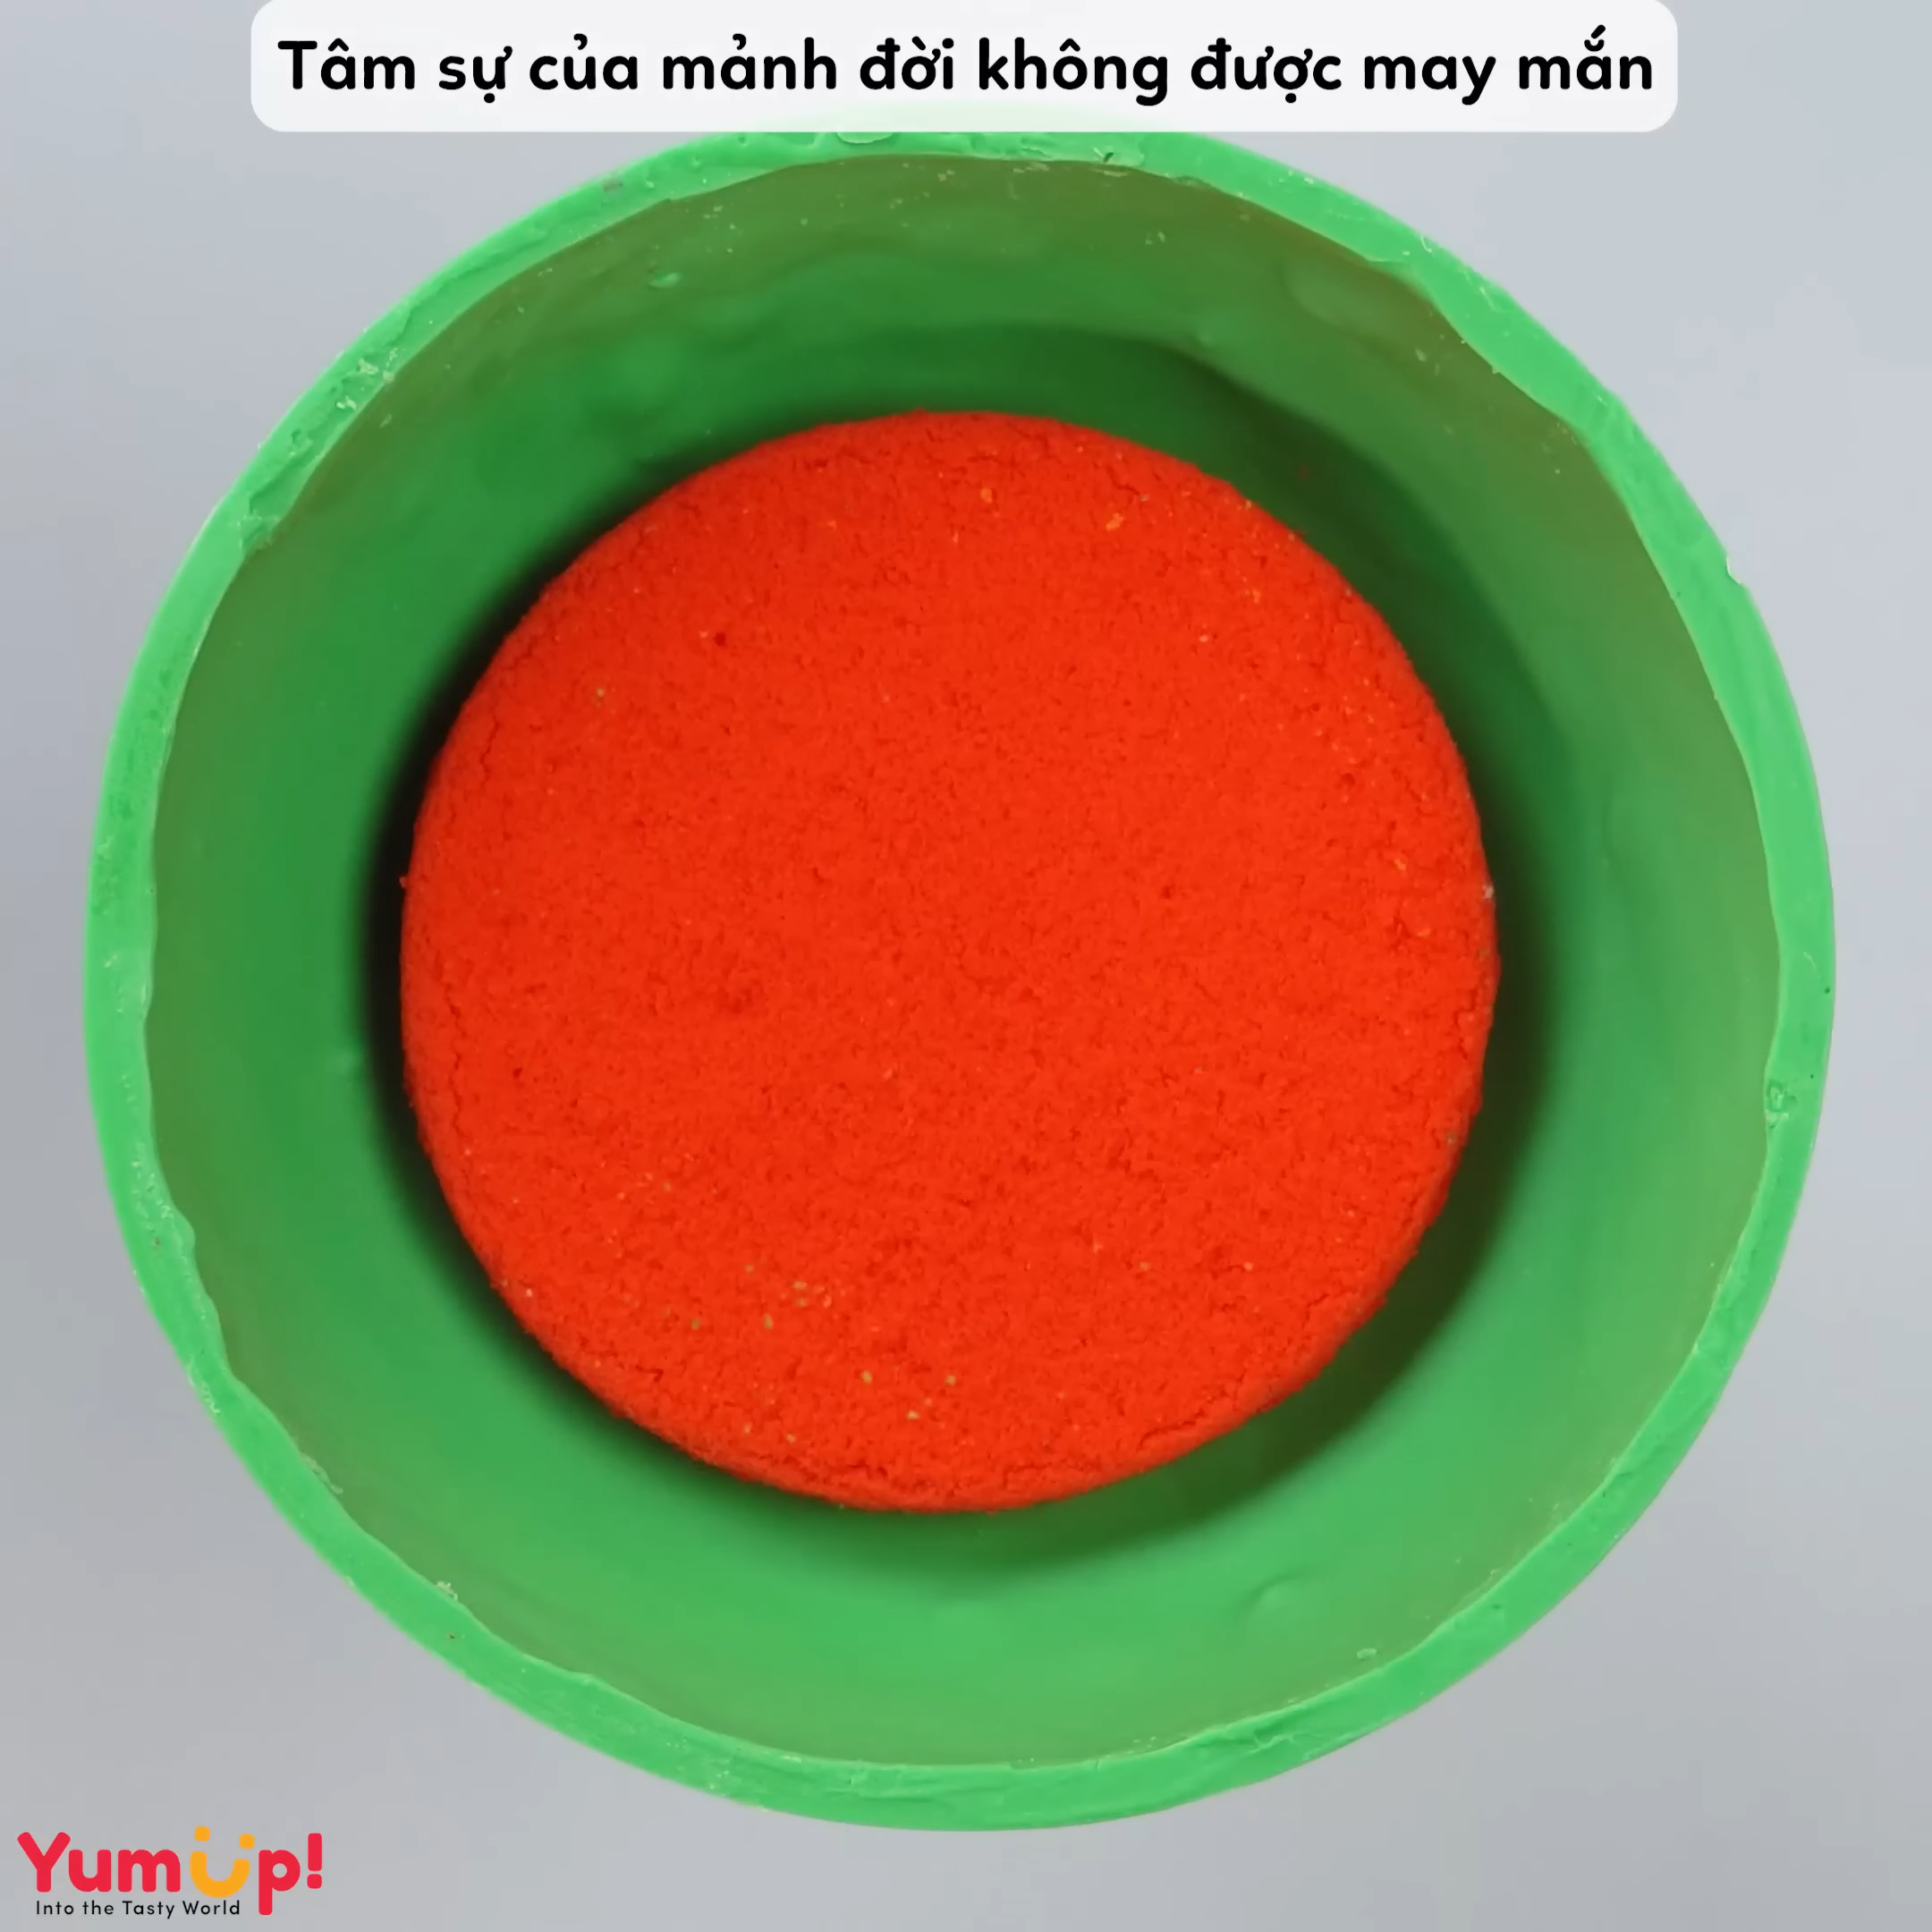 Tâm sự của mảnh đời không được may mắn
YumUp!
Into the Tasty World